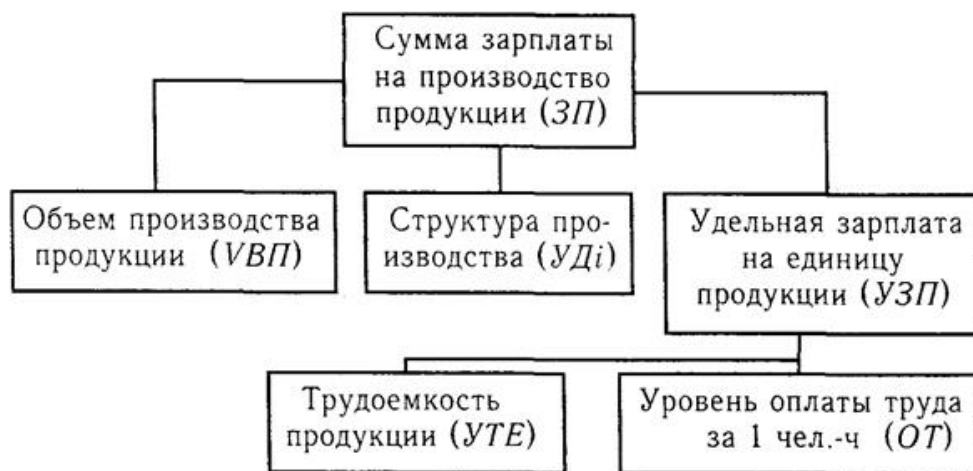 Сумма зарплаты
на производство
продукции (ЗП)
Объем производства
продукции (VВП)
Структура про-
изводства (УДi)
Удельная зарплата
на единицу
продукции (УЗП)
Трудоемкость
продукции (УТЕ)
Уровень оплаты труда
за 1 чел.-ч (ОТ)